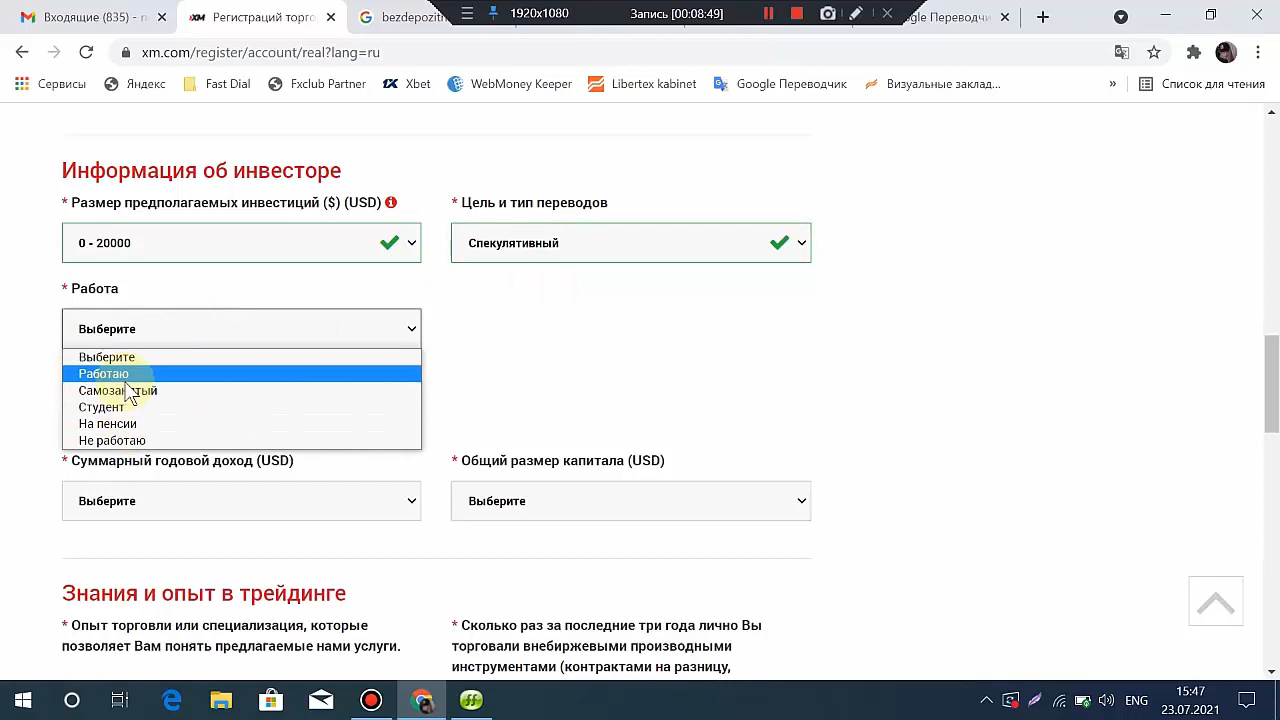 Входящие (835) - n
XM Регистрация торго
bezdepozitn
1920x1080
Запись [00:08:49]
gle Переводчик
xm.com/register/account/real?lang=ru
Сервисы
Яндекс
Fast Dial
Fxclub Partner
1X Xbet
WebMoney Keeper
Libertex kabinet
Google Переводчик
Визуальные заклад...
»
Список для чтения
Информация об инвесторе
* Размер предполагаемых инвестиций ($) (USD)
* Цель и тип переводов
0 - 20000
Спекулятивный
* Работа
Выберите
Выберите
Работаю
Самозанятый
Студент
На пенсии
Не работаю
* Суммарный годовой доход (USD)
* Общий размер капитала (USD)
Выберите
Выберите
Знания и опыт в трейдинге
* Опыт торговли или специализация, которые
позволяет Вам понять предлагаемые нами услуги.
* Сколько раз за последние три года лично Вы
торговали внебиржевыми производными
инструментами (контрактами на разницу,
ENG
15:47
23.07.2021